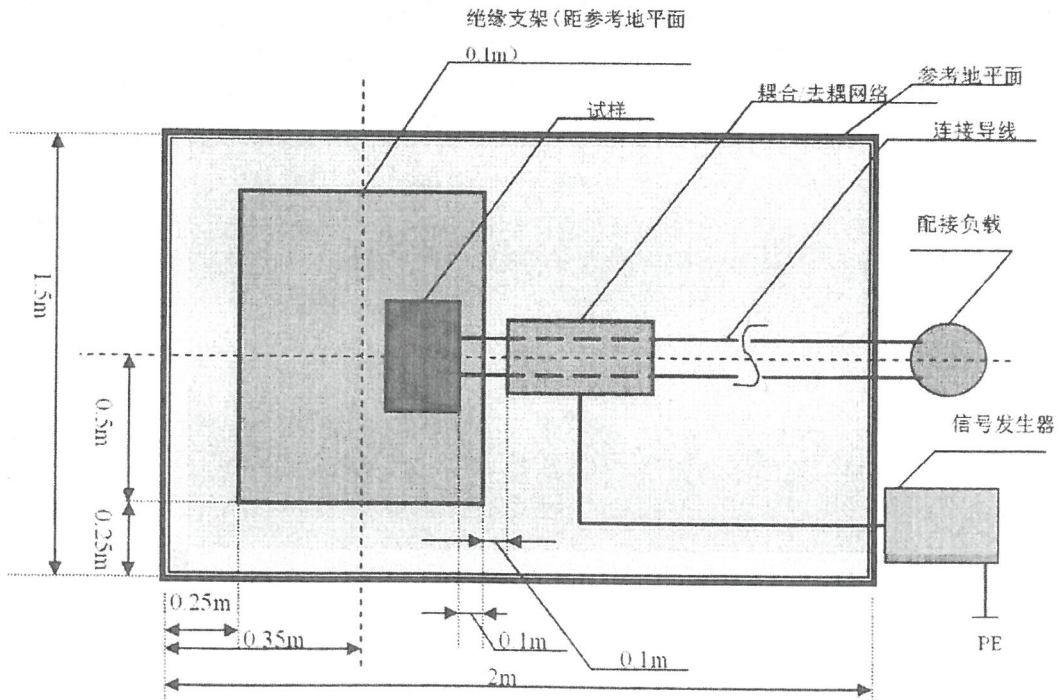 绝缘支架(距参考地平面
0.1m)
参考地平面
耦合/去耦网络
试样
连接导线
配接负载
1.5m
0.5m
信号发生器
0.25m
0.25m
0.35m
0.1m
0.1m
PE
2m